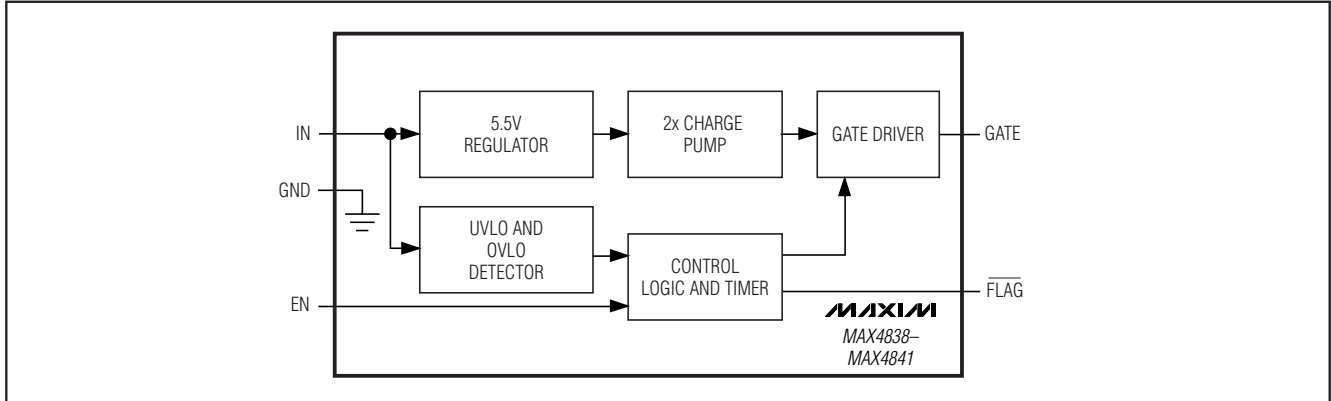 5.5V
REGULATOR
2x CHARGE
PUMP
GATE DRIVER
IN
GATE
GND
UVLO AND
OVLO
DETECTOR
CONTROL
LOGIC AND TIMER
EN
FLAG
MAXIM
MAX4838–
MAX4841